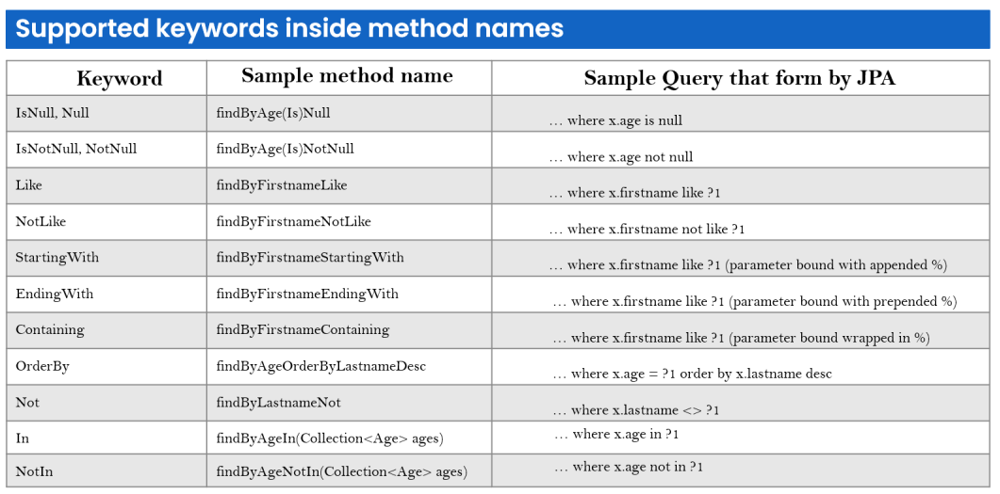 Supported keywords inside method names
Keyword Sample method name Sample Query that form by JPA
IsNull, Null findByAge(Is)Null … where x.age is null
IsNotNull, NotNull findByAge(Is)NotNull … where x.age not null
Like findByFirstnameLike … where x.firstname like ?1
NotLike findByFirstnameNotLike … where x.firstname not like ?1
StartingWith findByFirstnameStartingWith … where x.firstname like ?1 (parameter bound with appended %)
EndingWith findByFirstnameEndingWith … where x.firstname like ?1 (parameter bound with prepended %)
Containing findByFirstnameContaining … where x.firstname like ?1 (parameter bound wrapped in %)
OrderBy findByAgeOrderByLastnameDesc … where x.age = ?1 order by x.lastname desc
Not findByLastnameNot … where x.lastname <> ?1
In findByAgeIn(Collection<Age> ages) … where x.age in ?1
NotIn findByAgeNotIn(Collection<Age> ages) … where x.age not in ?1